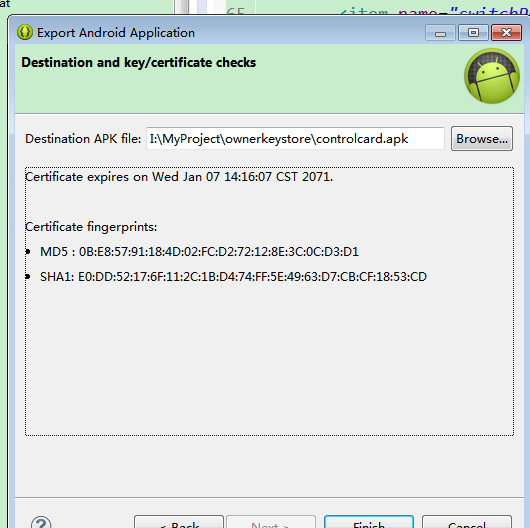 at
65 <item name="switchP
Export Android Application
Destination and key/certificate checks
Destination APK file: I:\MyProject\ownerkeystore\controlcard.apk Browse...
Certificate expires on Wed Jan 07 14:16:07 CST 2071.
Certificate fingerprints:
MD5 : 0B:E8:57:91:18:4D:02:FC:D2:72:12:8E:3C:0C:D3:D1
SHA1: E0:DD:52:17:6F:11:2C:1B:D4:74:FF:5E:49:63:D7:CB:CF:18:53:CD
? < Back Next > Finish Cancel